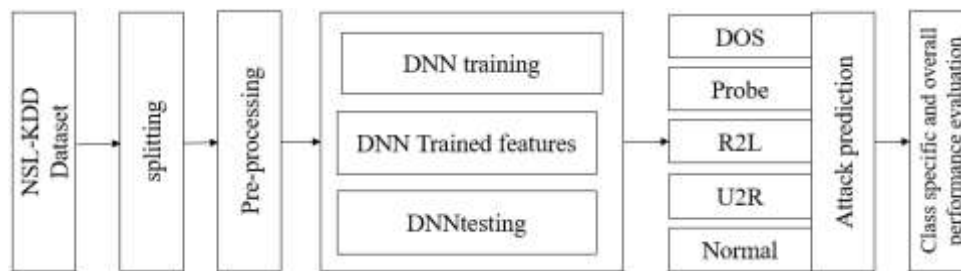 NSL-KDD
Dataset
splitting
Pre-processing
DNN training
DNN Trained features
DNNtesting
DOS
Probe
R2L
U2R
Normal
Attack prediction
Class specific and overall
performance evaluation